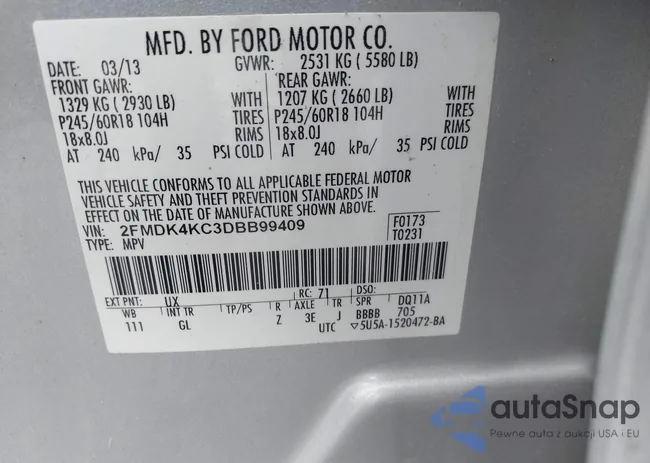 MFD. BY FORD MOTOR CO.
DATE: 03/13 GVWR: 2531 KG ( 5580 LB)
FRONT GAWR: REAR GAWR:
1329 KG ( 2930 LB) WITH 1207 KG ( 2660 LB) WITH
P245/60R18 104H TIRES P245/60R18 104H TIRES
18x8.0J RIMS 18x8.0J RIMS
AT 240 kPa/ 35 PSI COLD AT 240 kPa/ 35 PSI COLD
THIS VEHICLE CONFORMS TO ALL APPLICABLE FEDERAL MOTOR
VEHICLE SAFETY AND THEFT PREVENTION STANDARDS IN
EFFECT ON THE DATE OF MANUFACTURE SHOWN ABOVE.
VIN: 2FMDK4KC3DBB99409 F0173
TYPE: MPV T0231
EXT PNT: UX RC: 71 DSO:
WB INT TR TP/PS R AXLE TR SPR DQ11A
111 GL Z 3E J BBBB 705
UTC ▽5U5A-1520472-BA
autaSnap
Pewne auta z aukcji USA i EU